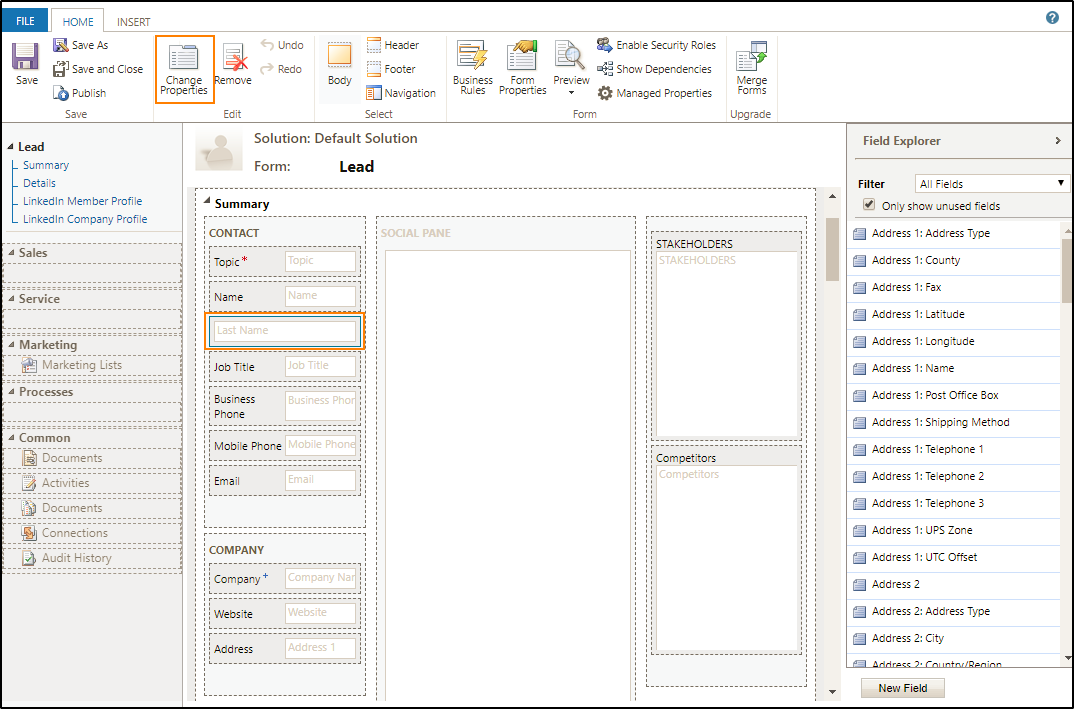 FILE HOME INSERT ?
Save
Save As
Save and Close
Publish
Save
Change
Properties
Remove
Undo
Redo
Edit
Body
Header
Footer
Navigation
Select
Business
Rules
Form
Properties
Preview
Enable Security Roles
Show Dependencies
Managed Properties
Form
Merge
Forms
Upgrade
Lead
Summary
Details
LinkedIn Member Profile
LinkedIn Company Profile
Sales
Service
Marketing
Marketing Lists
Processes
Common
Documents
Activities
Documents
Connections
Audit History
Solution: Default Solution
Form: Lead
Summary
CONTACT
Topic* Topic
Name Name
Last Name
Job Title Job Title
Business
Phone
Business Phor
Mobile Phone Mobile Phone
Email Email
COMPANY
Company* Company Nar
Website Website
Address Address 1
SOCIAL PANE
STAKEHOLDERS
STAKEHOLDERS
Competitors
Competitors
Field Explorer
Filter All Fields
Only show unused fields
Address 1: Address Type
Address 1: County
Address 1: Fax
Address 1: Latitude
Address 1: Longitude
Address 1: Name
Address 1: Post Office Box
Address 1: Shipping Method
Address 1: Telephone 1
Address 1: Telephone 2
Address 1: Telephone 3
Address 1: UPS Zone
Address 1: UTC Offset
Address 2
Address 2: Address Type
Address 2: City
Address 2: Country/Region
New Field